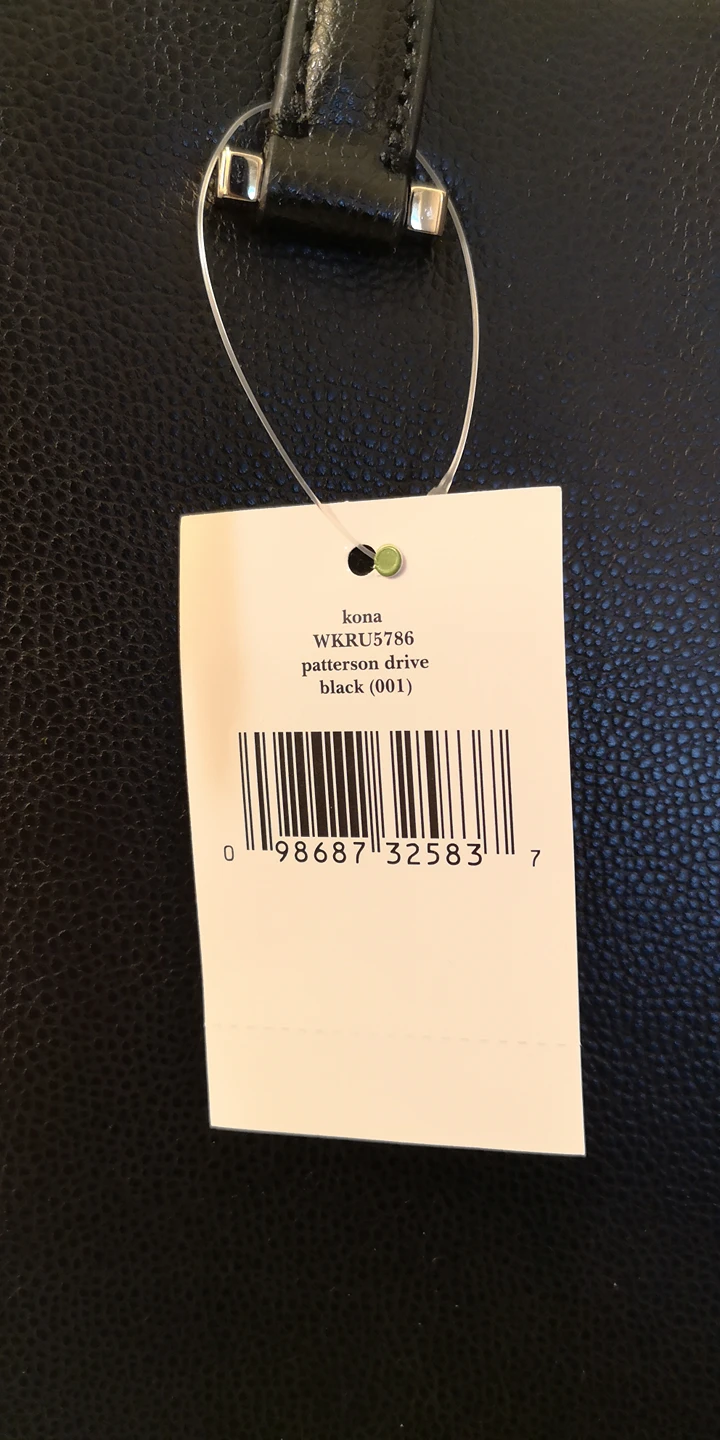 kona
WKRU5786
patterson drive
black (001)
0 98687 32583 7